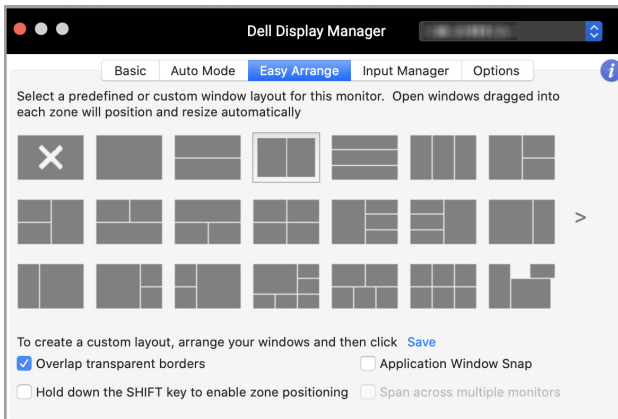 Dell Display Manager
Basic Auto Mode Easy Arrange Input Manager Options i
Select a predefined or custom window layout for this monitor. Open windows dragged into
each zone will position and resize automatically
>
To create a custom layout, arrange your windows and then click Save
Overlap transparent borders Application Window Snap
Hold down the SHIFT key to enable zone positioning Span across multiple monitors